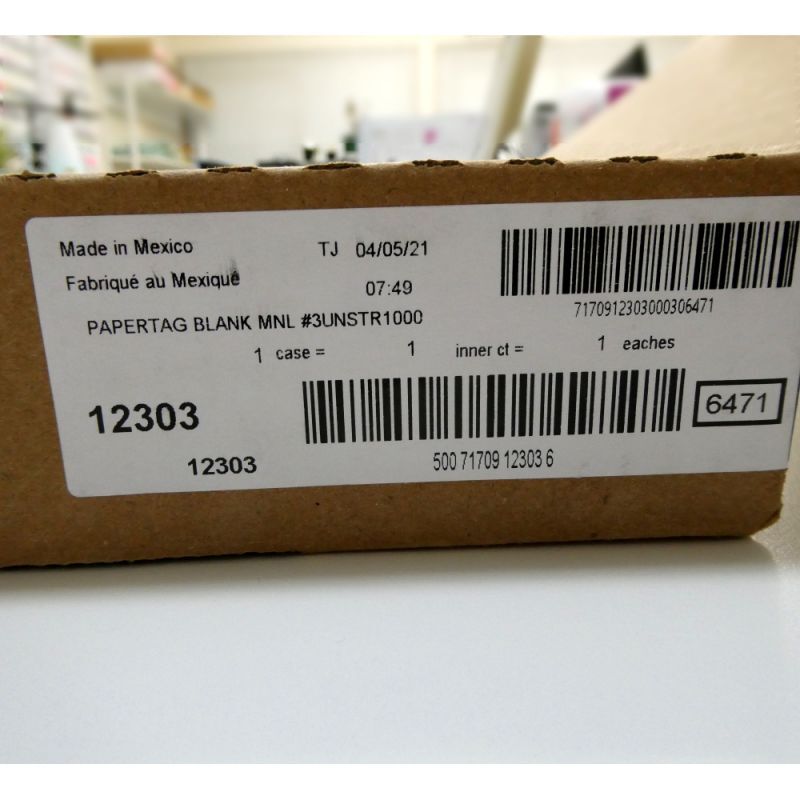 Made in Mexico TJ 04/05/21
Fabriqué au Mexiqué 07:49
7170912303000306471
PAPERTAG BLANK MNL #3UNSTR1000
1 case = 1 inner ct = 1 eaches
12303
6471
12303
500 71709 12303 6